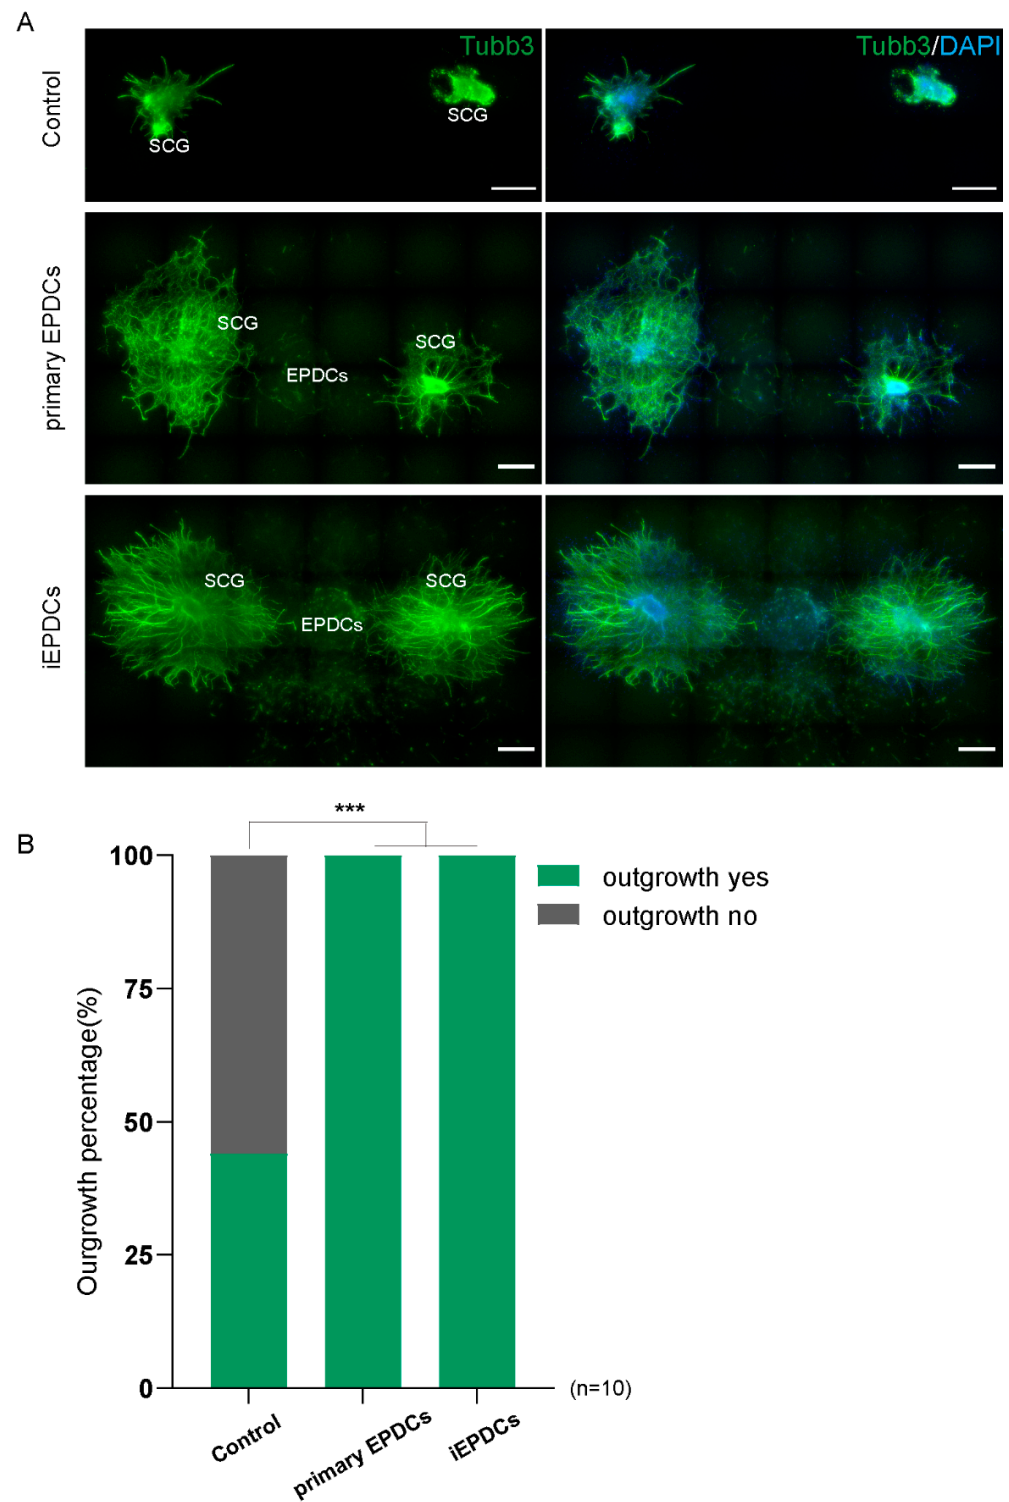 A
Control
Tubb3
Tubb3/DAPI
SCG
SCG
primary EPDCs
SCG
SCG
EPDCs
iEPDCs
SCG
SCG
EPDCs
B
***
100
75
50
25
0
Ourgrowth percentage(%)
outgrowth yes
outgrowth no
(n=10)
Control
primary EPDCs
iEPDCs